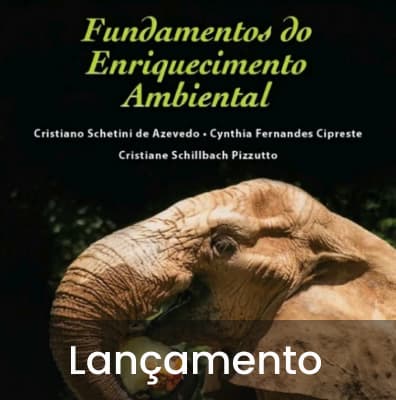 Fundamentos do
Enriquecimento
Ambiental
Cristiano Schetini de Azevedo • Cynthia Fernandes Cipreste
Cristiane Schillbach Pizzutto
Lançamento